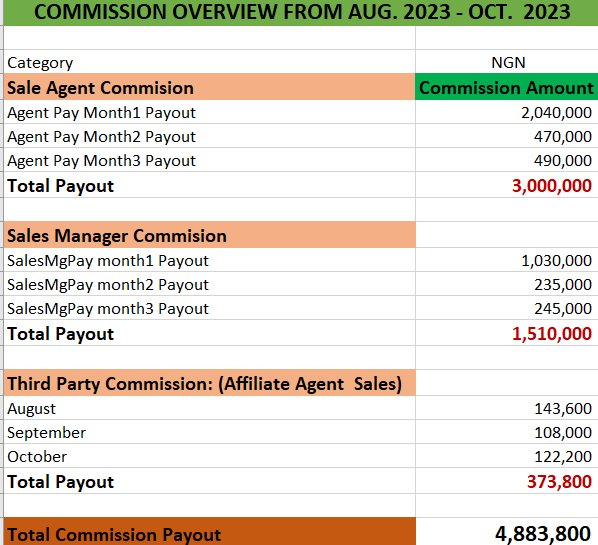 COMMISSION OVERVIEW FROM AUG. 2023 - OCT.  2023
Category NGN
Sale Agent Commision Commission Amount
Agent Pay Month1 Payout 2,040,000
Agent Pay Month2 Payout 470,000
Agent Pay Month3 Payout 490,000
Total Payout 3,000,000
Sales Manager Commision
SalesMgPay month1 Payout 1,030,000
SalesMgPay month2 Payout 235,000
SalesMgPay month3 Payout 245,000
Total Payout 1,510,000
Third Party Commission: (Affiliate Agent  Sales)
August 143,600
September 108,000
October 122,200
Total Payout 373,800
Total Commission Payout 4,883,800